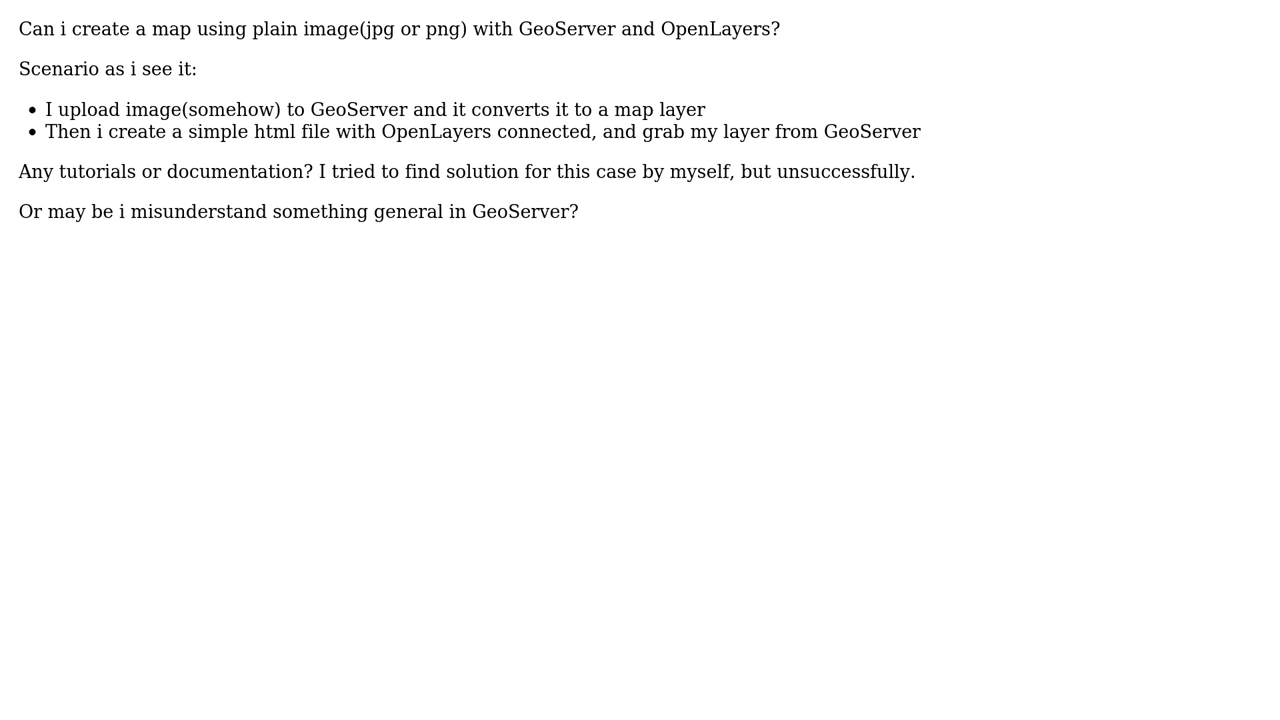 Can i create a map using plain image(jpg or png) with GeoServer and OpenLayers?
Scenario as i see it:
• I upload image(somehow) to GeoServer and it converts it to a map layer
• Then i create a simple html file with OpenLayers connected, and grab my layer from GeoServer
Any tutorials or documentation? I tried to find solution for this case by myself, but unsuccessfully.
Or may be i misunderstand something general in GeoServer?